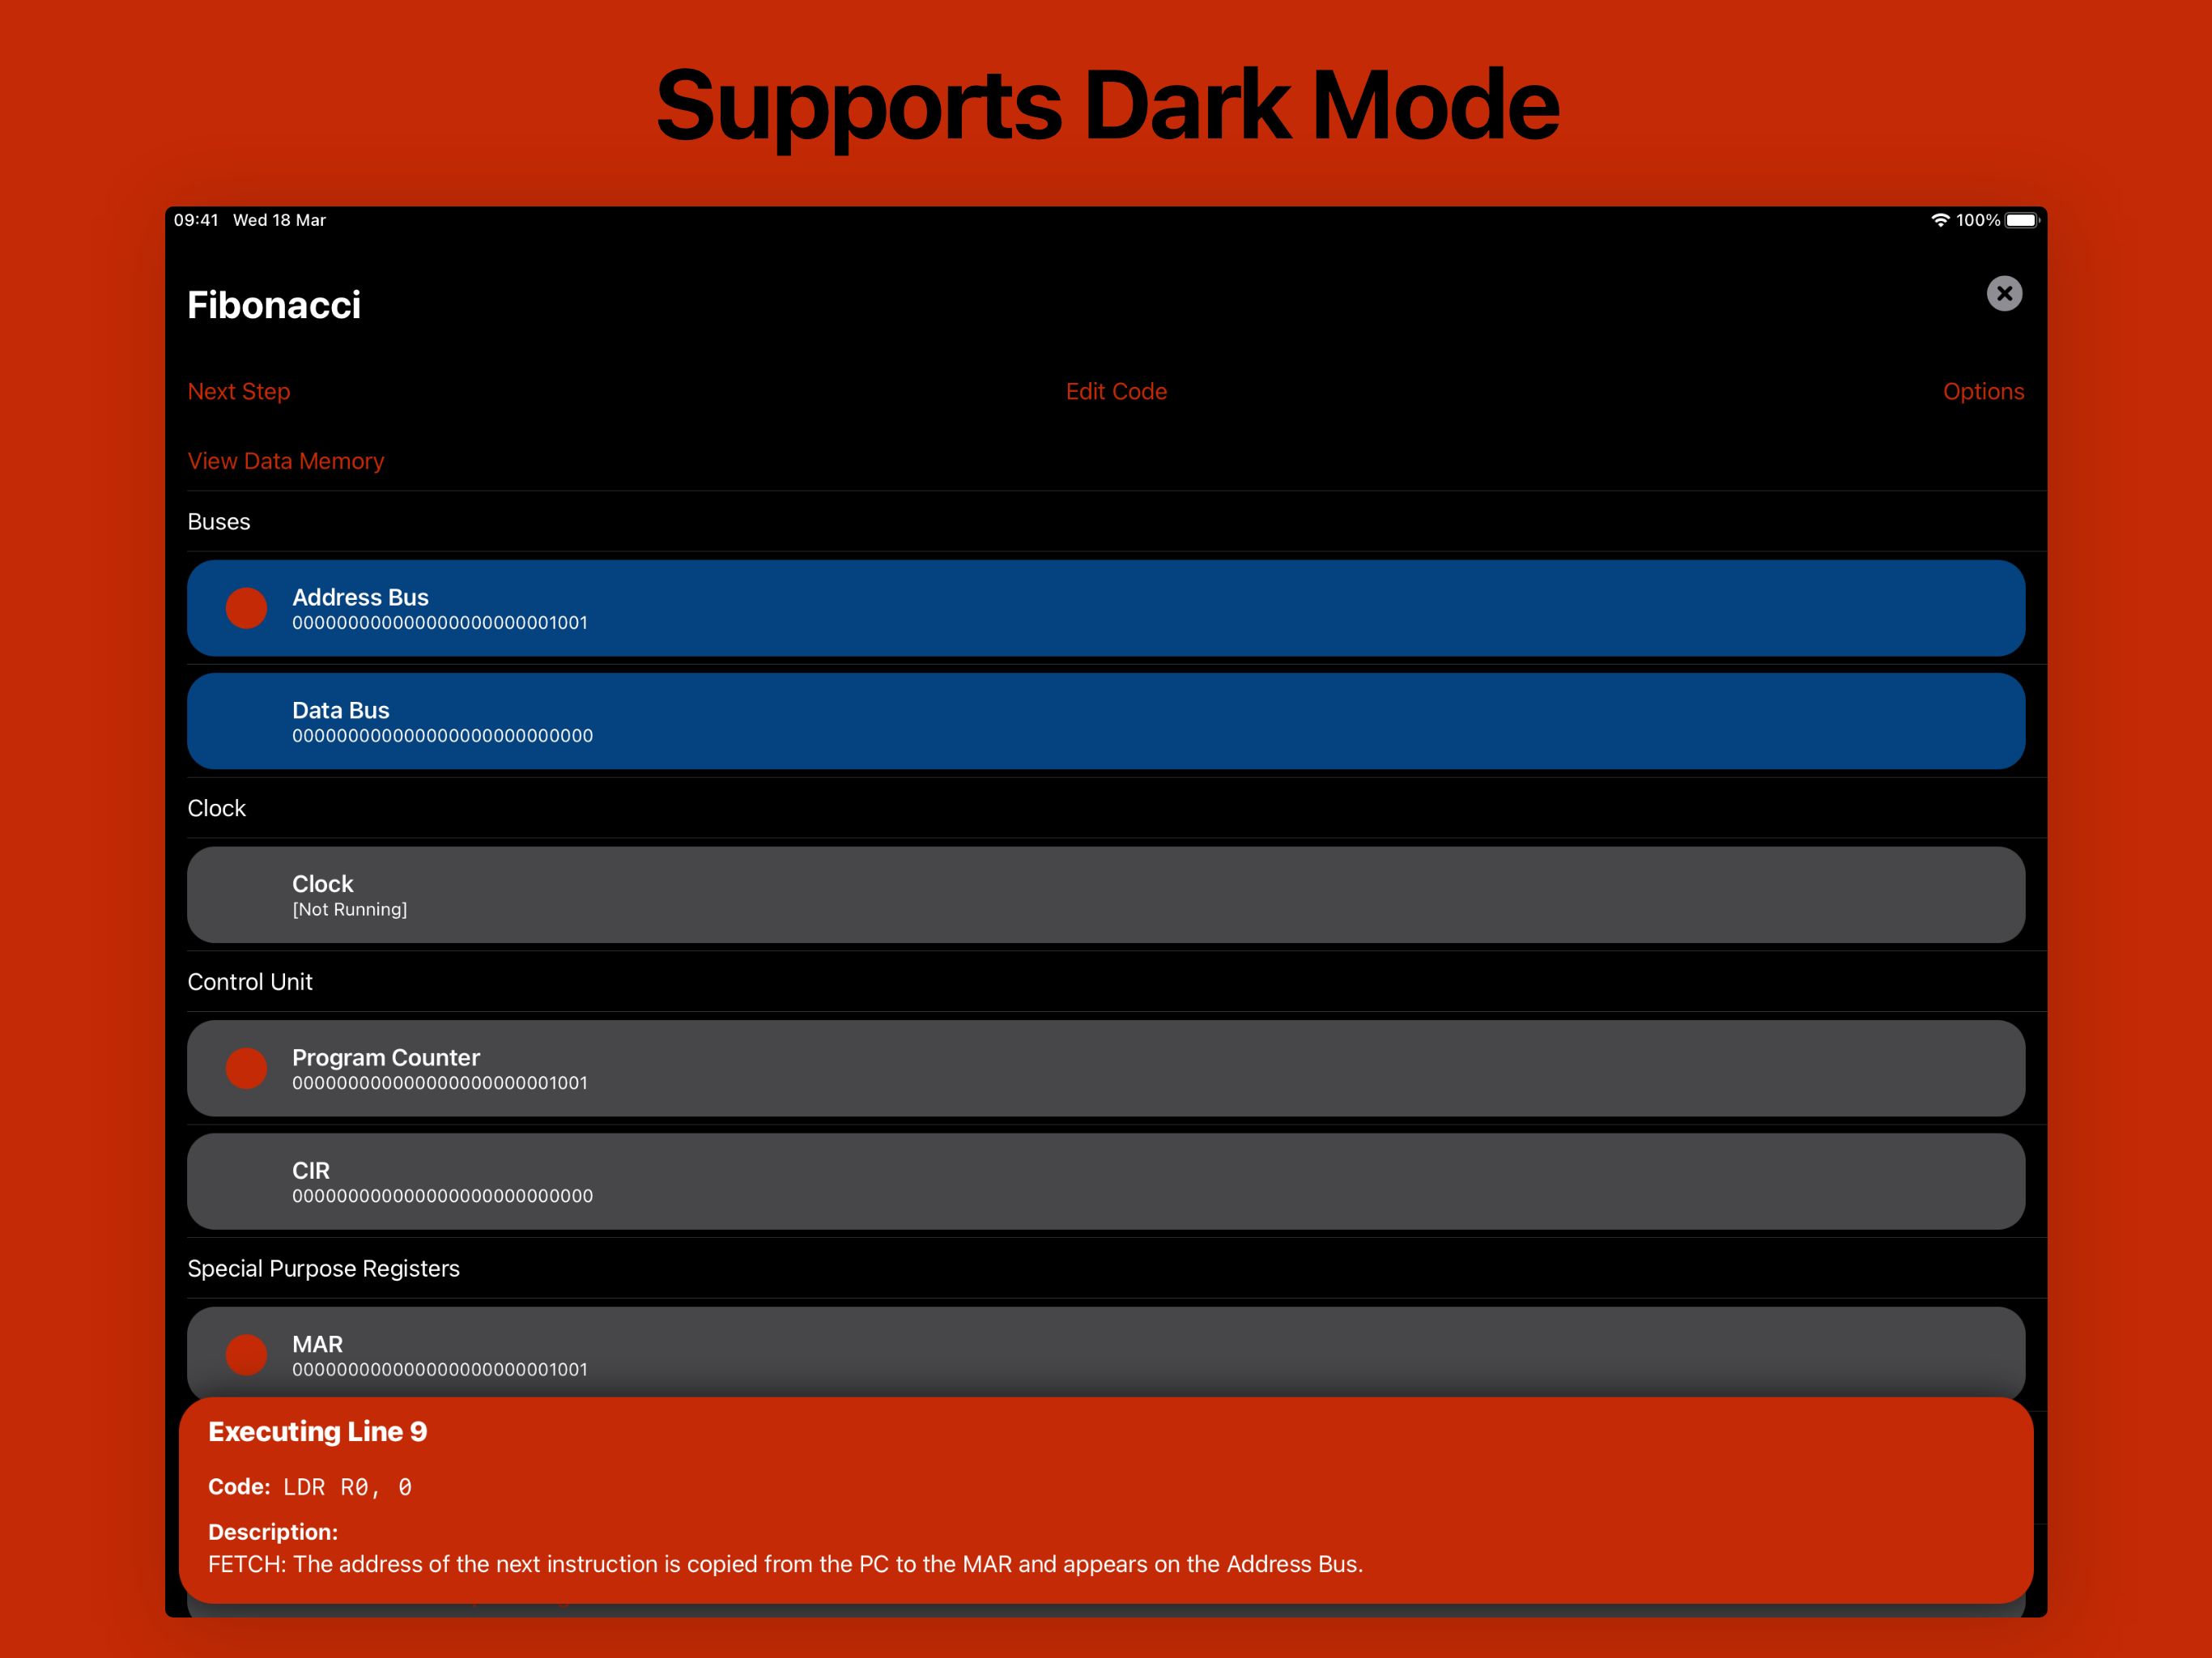 Supports Dark Mode
09:41 Wed 18 Mar
100%
Fibonacci
Next Step
Edit Code
Options
View Data Memory
Buses
Address Bus
00000000000000000000001001
Data Bus
00000000000000000000000000
Clock
Clock
[Not Running]
Control Unit
Program Counter
00000000000000000000001001
CIR
00000000000000000000000000
Special Purpose Registers
MAR
00000000000000000000001001
Executing Line 9
Code: LDR R0, 0
Description:
FETCH: The address of the next instruction is copied from the PC to the MAR and appears on the Address Bus.